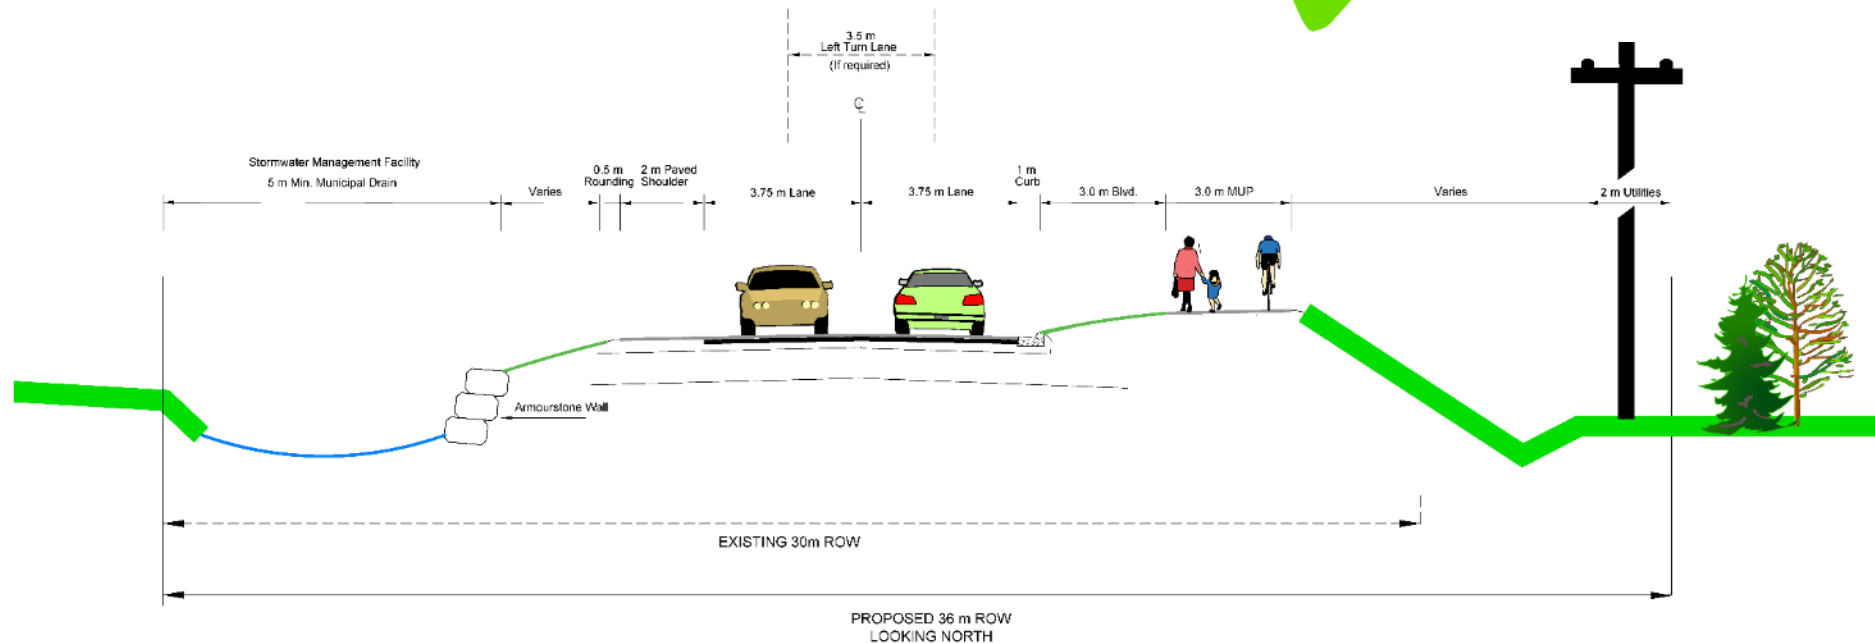 3.5 m
Left Turn Lane
(If required)
CL
Stormwater Management Facility
5 m Min. Municipal Drain
Varies
0.5 m
Rounding
2 m Paved
Shoulder
3.75 m Lane
3.75 m Lane
1 m
Curb
3.0 m Blvd.
3.0 m MUP
Varies
2 m Utilities
Armourstone Wall
EXISTING 30m ROW
PROPOSED 36 m ROW
LOOKING NORTH